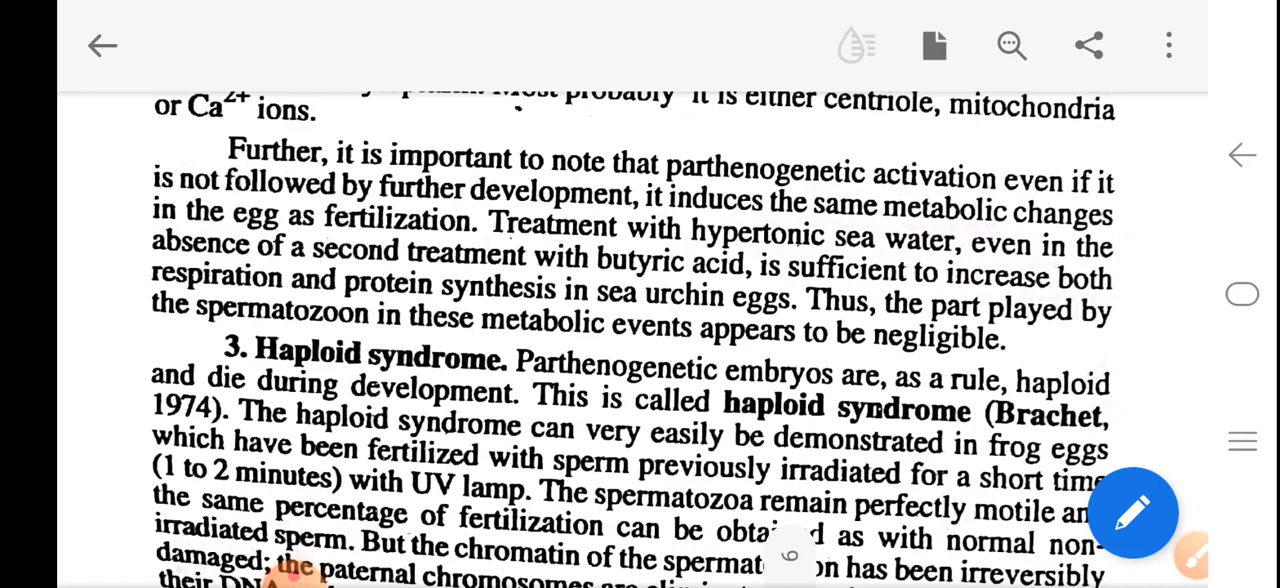 it is either centriole, mitochondria
or Ca2+ ions.
Further, it is important to note that parthenogenetic activation even if it
is not followed by further development, it induces the same metabolic changes
in the egg as fertilization. Treatment with hypertonic sea water, even in the
absence of a second treatment with butyric acid, is sufficient to increase both
respiration and protein synthesis in sea urchin eggs. Thus, the part played by
the spermatozoon in these metabolic events appears to be negligible.
3. Haploid syndrome. Parthenogenetic embryos are, as a rule, haploid
and die during development. This is called haploid syndrome (Brachet,
1974). The haploid syndrome can very easily be demonstrated in frog eggs
which have been fertilized with sperm previously irradiated for a short time
(1 to 2 minutes) with UV lamp. The spermatozoa remain perfectly motile an
the same percentage of fertilization can be obta d as with normal non-
irradiated sperm. But the chromatin of the spermat on has been irreversibly
damaged; the paternal chromosomes are
their DNA
6